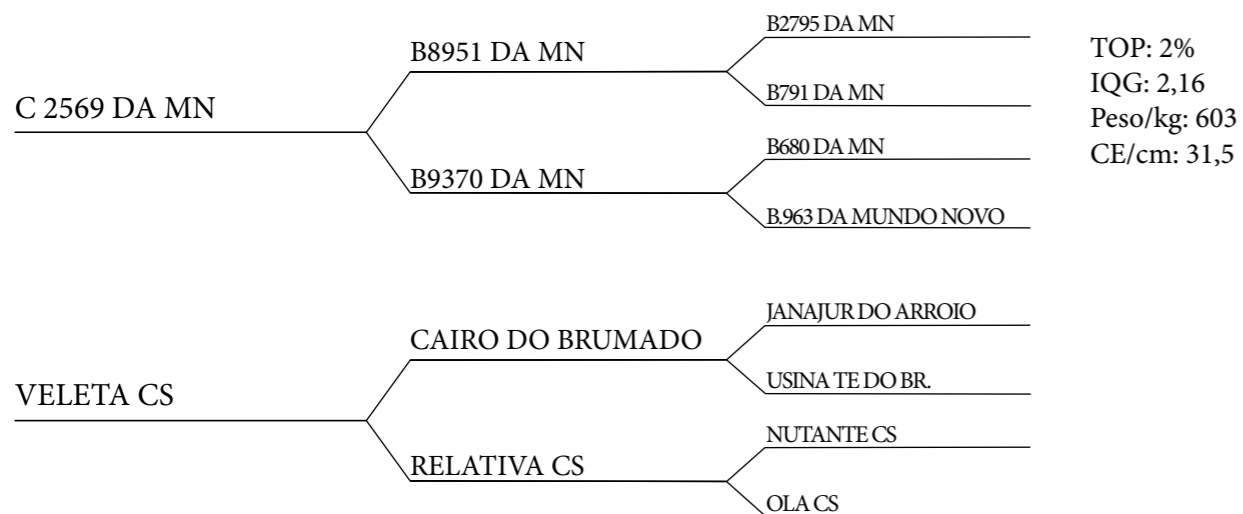 B2795 DA MN
B8951 DA MN
B791 DA MN
C 2569 DA MN
B680 DA MN
B9370 DA MN
B.963 DA MUNDO NOVO
TOP: 2%
IQG: 2,16
Peso/kg: 603
CE/cm: 31,5
JANAJUR DO ARROIO
CAIRO DO BRUMADO
USINA TE DO BR.
VELETA CS
NUTANTE CS
RELATIVA CS
OLA CS